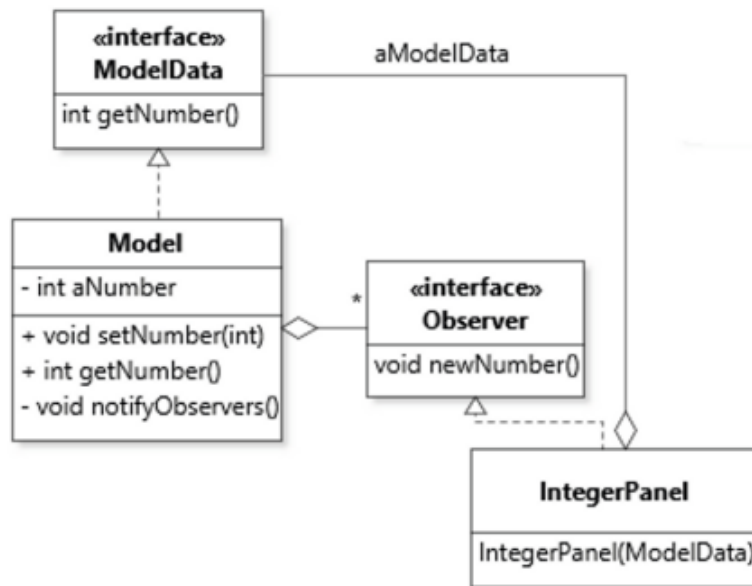 «interface»
ModelData
int getNumber()
aModelData
Model
- int aNumber
+ void setNumber(int)
+ int getNumber()
- void notifyObservers()
*
«interface»
Observer
void newNumber()
IntegerPanel
IntegerPanel(ModelData)